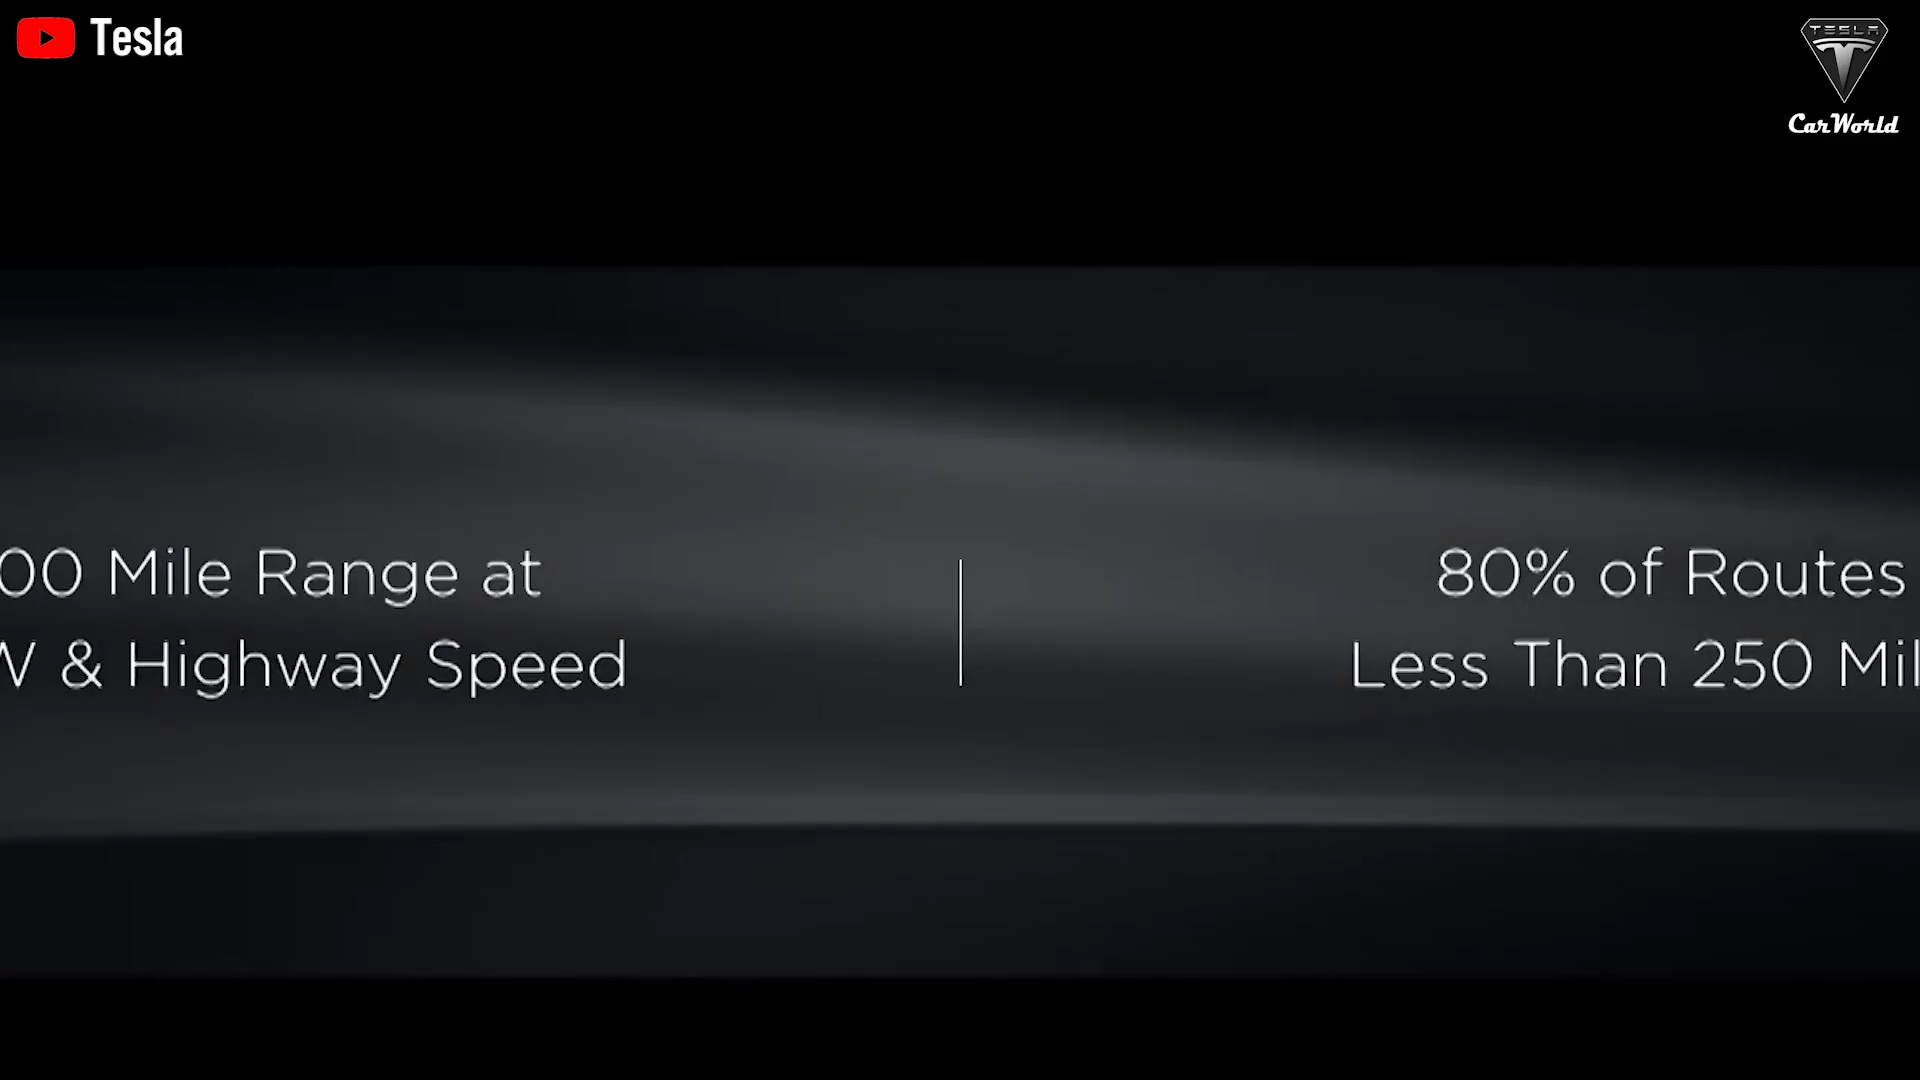 Tesla
TESLA
CarWorld
00 Mile Range at
W & Highway Speed
80% of Routes
Less Than 250 Mil